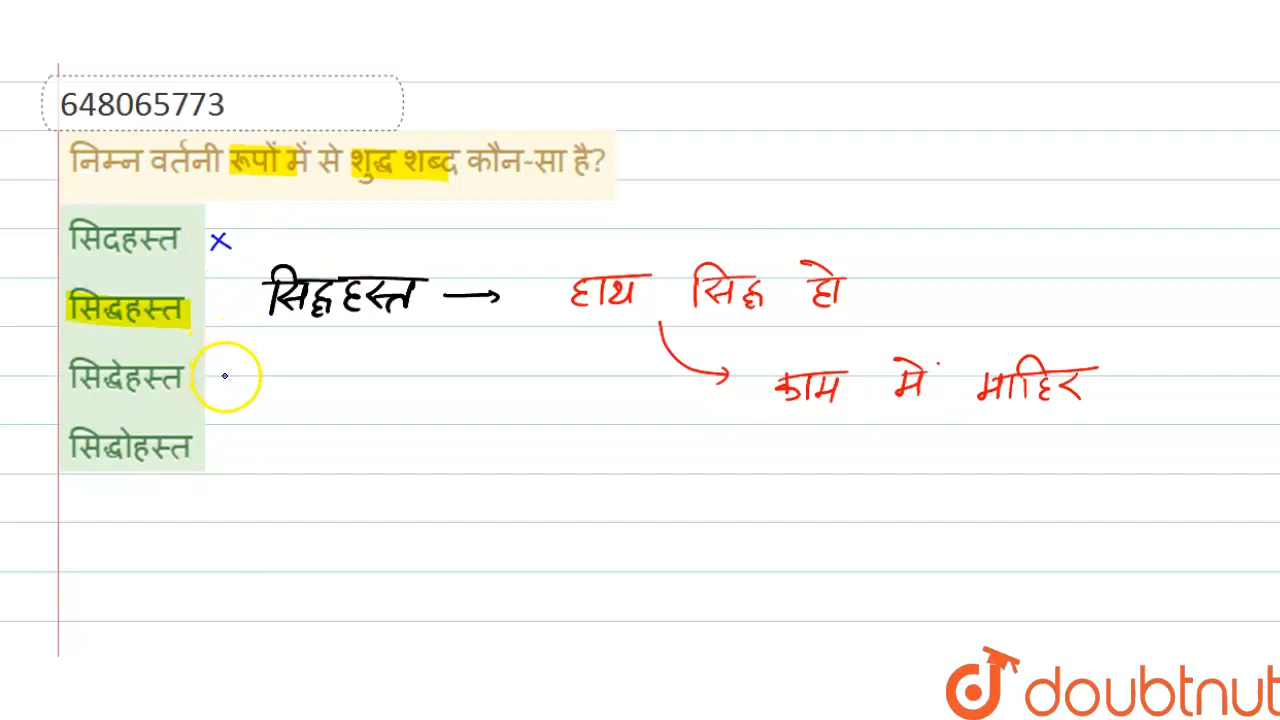 648065773
निम्न वर्तनी रूपों में से शुद्ध शब्द कौन-सा है?
सिदहस्त ×
सिद्धहस्त
सिद्धहस्त → हाथ सिद्ध हो
सिद्धेहस्त
काम में माहिर
सिद्धोहस्त
doubtnut